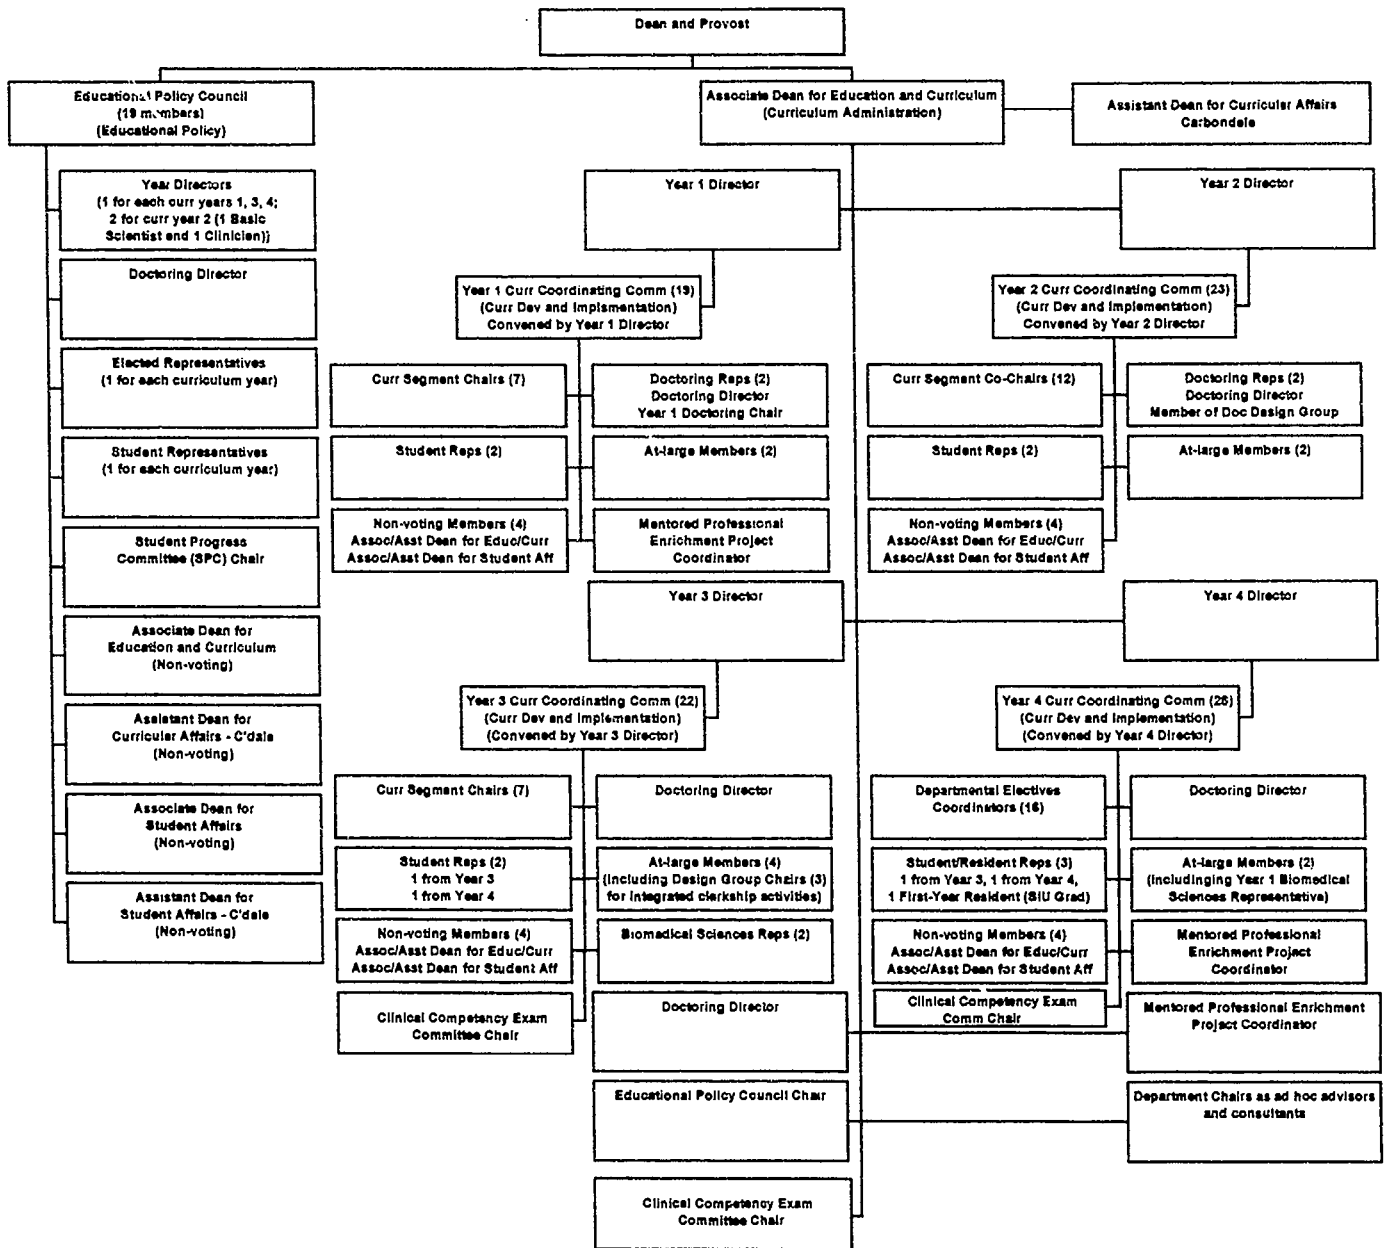 Dean and Provost
Educational Policy Council
(19 members)
(Educational Policy)
Associate Dean for Education and Curriculum
(Curriculum Administration)
Assistant Dean for Curricular Affairs
Carbondale
Year Directors
(1 for each curr years 1, 3, 4;
2 for curr year 2 (1 Basic
Scientist and 1 Clinician))
Doctoring Director
Elected Representatives
(1 for each curriculum year)
Student Representatives
(1 for each curriculum year)
Student Progress
Committee (SPC) Chair
Associate Dean for
Education and Curriculum
(Non-voting)
Assistant Dean for
Curricular Affairs - C'dale
(Non-voting)
Associate Dean for
Student Affairs
(Non-voting)
Assistant Dean for
Student Affairs - C'dale
(Non-voting)
Year 1 Director
Year 1 Curr Coordinating Comm (19)
(Curr Dev and Implementation)
Convened by Year 1 Director
Curr Segment Chairs (7)
Doctoring Reps (2)
Doctoring Director
Year 1 Doctoring Chair
Student Reps (2)
At-large Members (2)
Non-voting Members (4)
Assoc/Asst Dean for Educ/Curr
Assoc/Asst Dean for Student Aff
Mentored Professional
Enrichment Project
Coordinator
Year 2 Director
Year 2 Curr Coordinating Comm (23)
(Curr Dev and Implementation)
Convened by Year 2 Director
Curr Segment Co-Chairs (12)
Doctoring Reps (2)
Doctoring Director
Member of Doc Design Group
Student Reps (2)
At-large Members (2)
Non-voting Members (4)
Assoc/Asst Dean for Educ/Curr
Assoc/Asst Dean for Student Aff
Year 3 Director
Year 3 Curr Coordinating Comm (22)
(Curr Dev and Implementation)
(Convened by Year 3 Director)
Curr Segment Chairs (7)
Doctoring Director
Student Reps (2)
1 from Year 3
1 from Year 4
At-large Members (4)
(including Design Group Chairs (3)
for integrated clerkship activities)
Non-voting Members (4)
Assoc/Asst Dean for Educ/Curr
Assoc/Asst Dean for Student Aff
Biomedical Sciences Reps (2)
Clinical Competency Exam
Committee Chair
Year 4 Director
Year 4 Curr Coordinating Comm (28)
(Curr Dev and Implementation)
(Convened by Year 4 Director)
Departmental Electives
Coordinators (16)
Doctoring Director
Student/Resident Reps (3)
1 from Year 3, 1 from Year 4,
1 First-Year Resident (SIU Grad)
At-large Members (2)
(Includinging Year 1 Biomedical
Sciences Representative)
Non-voting Members (4)
Assoc/Asst Dean for Educ/Curr
Assoc/Asst Dean for Student Aff
Mentored Professional
Enrichment Project
Coordinator
Clinical Competency Exam
Comm Chair
Doctoring Director
Mentored Professional Enrichment
Project Coordinator
Educational Policy Council Chair
Department Chairs as ad hoc advisors
and consultants
Clinical Competency Exam
Committee Chair